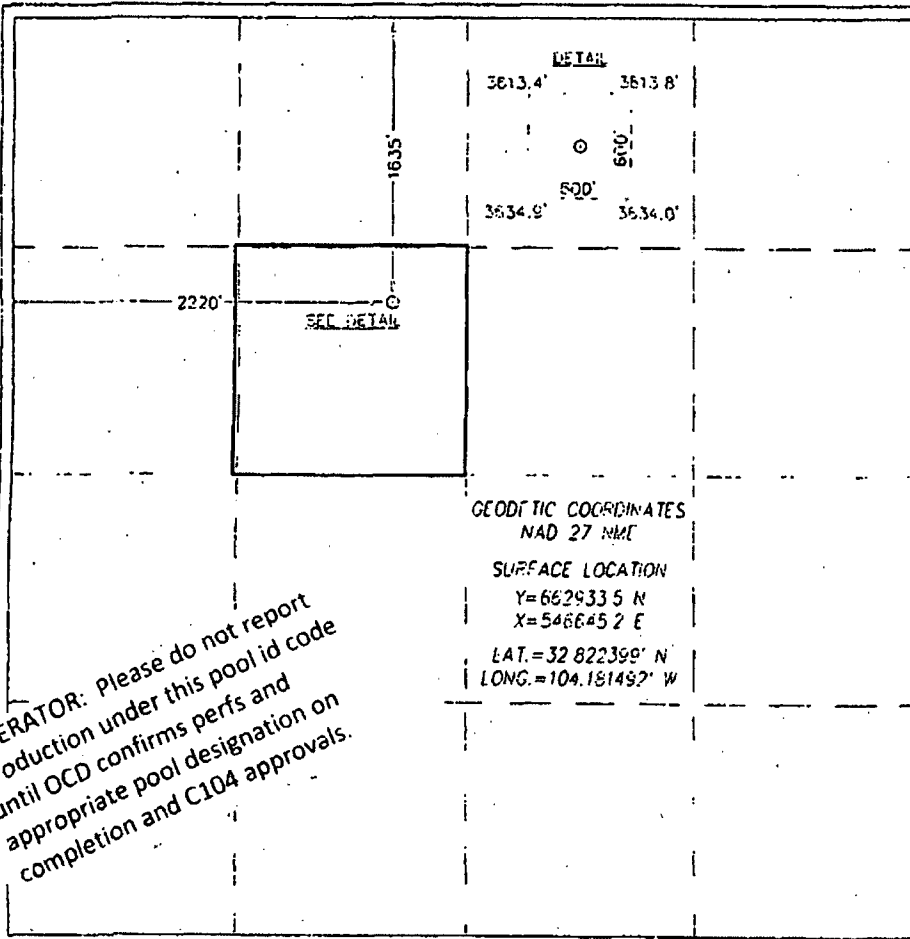 DETAIL
3613.4' 3613.8'
1635'
600'
600'
3634.9' 3634.0'
2220'
SEE DETAIL
GEODETIC COORDINATES
NAD 27 NME
SURFACE LOCATION
Y=662933.5 N
X=546645.2 E
LAT.=32.822399° N
LONG.=104.181492° W
ERATOR: Please do not report
oduction under this pool id code
until OCD confirms perfs and
appropriate pool designation on
completion and C104 approvals.